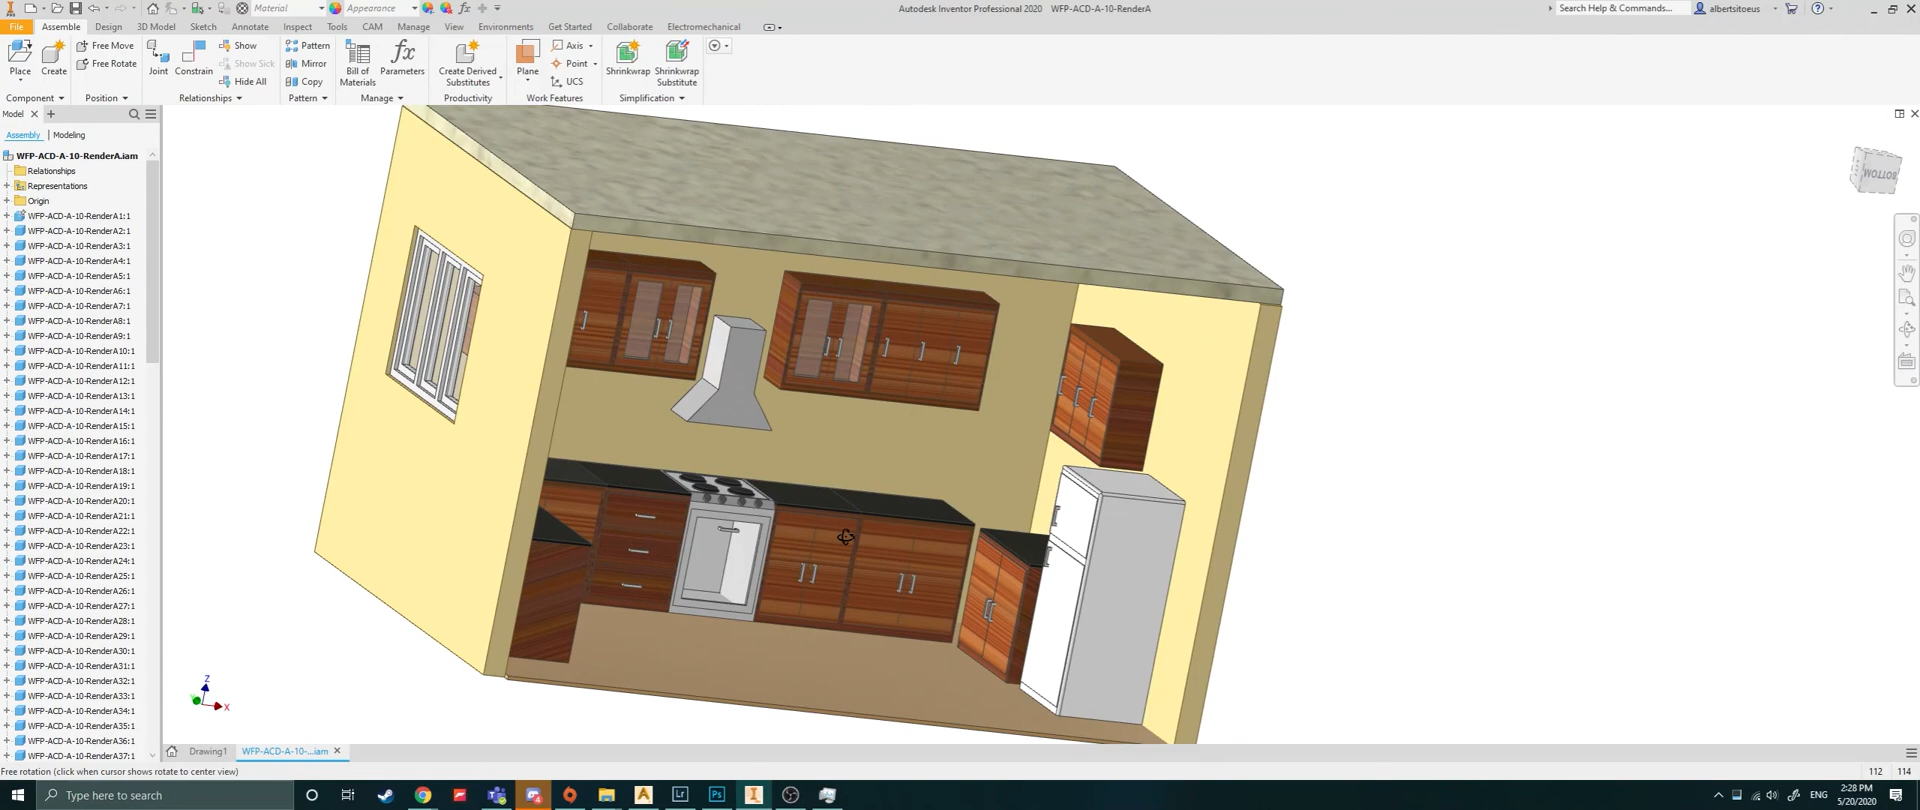 Material
Appearance
Autodesk Inventor Professional 2020 WFP-ACD-A-10-RenderA
Search Help & Commands...
albertsitoeus
File
Assemble
Design
3D Model
Sketch
Annotate
Inspect
Tools
CAM
Manage
View
Environments
Get Started
Collaborate
Electromechanical
Place
Create
Free Move
Free Rotate
Joint
Constrain
Show
Show Sick
Hide All
Pattern
Mirror
Copy
Bill of
Materials
Parameters
Create Derived
Substitutes
Plane
Axis
Point
UCS
Shrinkwrap
Shrinkwrap
Substitute
Component
Position
Relationships
Pattern
Manage
Productivity
Work Features
Simplification
Model
Assembly
Modeling
WFP-ACD-A-10-RenderA.iam
Relationships
Representations
Origin
WFP-ACD-A-10-RenderA1:1
WFP-ACD-A-10-RenderA2:1
WFP-ACD-A-10-RenderA3:1
WFP-ACD-A-10-RenderA4:1
WFP-ACD-A-10-RenderA5:1
WFP-ACD-A-10-RenderA6:1
WFP-ACD-A-10-RenderA7:1
WFP-ACD-A-10-RenderA8:1
WFP-ACD-A-10-RenderA9:1
WFP-ACD-A-10-RenderA10:1
WFP-ACD-A-10-RenderA11:1
WFP-ACD-A-10-RenderA12:1
WFP-ACD-A-10-RenderA13:1
WFP-ACD-A-10-RenderA14:1
WFP-ACD-A-10-RenderA15:1
WFP-ACD-A-10-RenderA16:1
WFP-ACD-A-10-RenderA17:1
WFP-ACD-A-10-RenderA18:1
WFP-ACD-A-10-RenderA19:1
WFP-ACD-A-10-RenderA20:1
WFP-ACD-A-10-RenderA21:1
WFP-ACD-A-10-RenderA22:1
WFP-ACD-A-10-RenderA23:1
WFP-ACD-A-10-RenderA24:1
WFP-ACD-A-10-RenderA25:1
WFP-ACD-A-10-RenderA26:1
WFP-ACD-A-10-RenderA27:1
WFP-ACD-A-10-RenderA28:1
WFP-ACD-A-10-RenderA29:1
WFP-ACD-A-10-RenderA30:1
WFP-ACD-A-10-RenderA31:1
WFP-ACD-A-10-RenderA32:1
WFP-ACD-A-10-RenderA33:1
WFP-ACD-A-10-RenderA34:1
WFP-ACD-A-10-RenderA35:1
WFP-ACD-A-10-RenderA36:1
WFP-ACD-A-10-RenderA37:1
BOTTOM
Z
X
Drawing1
WFP-ACD-A-10-...iam
Free rotation (click when cursor shows rotate to center view)
112 114
Type here to search
ENG
2:28 PM
5/20/2020